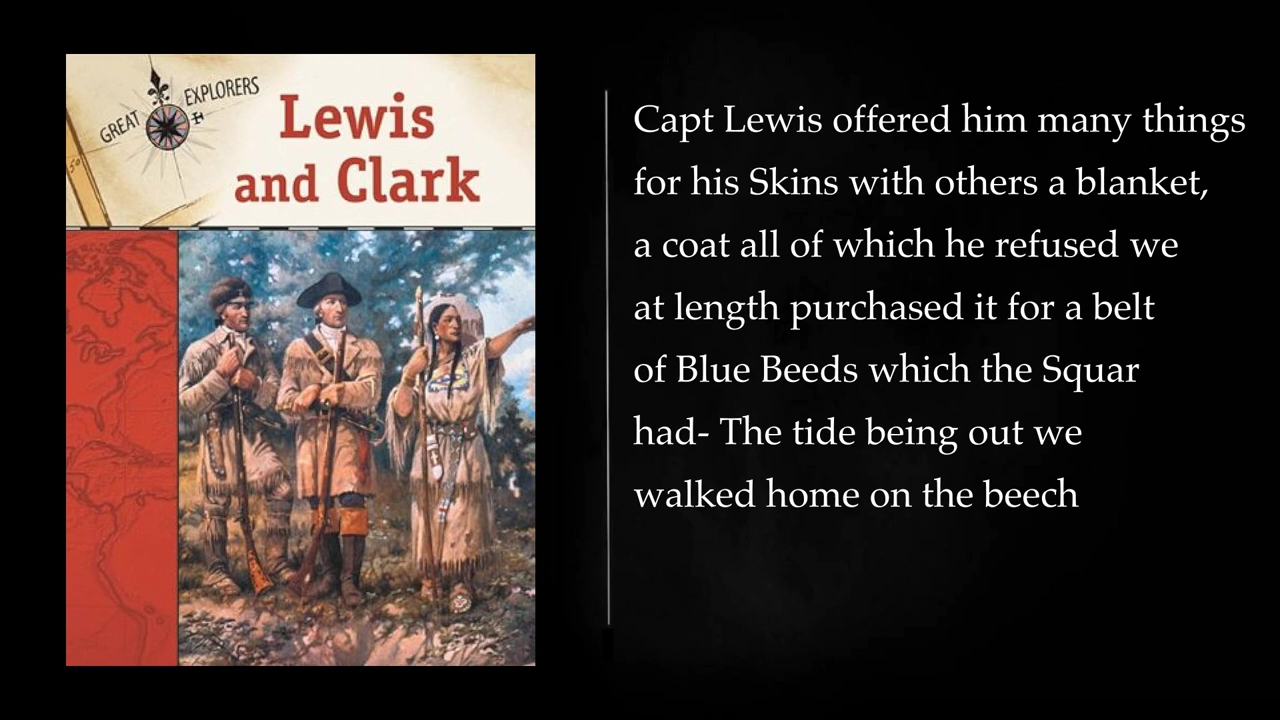 GREAT EXPLORERS
Lewis
and Clark
50
Capt Lewis offered him many things
for his Skins with others a blanket,
a coat all of which he refused we
at length purchased it for a belt
of Blue Beeds which the Squar
had- The tide being out we
walked home on the beech